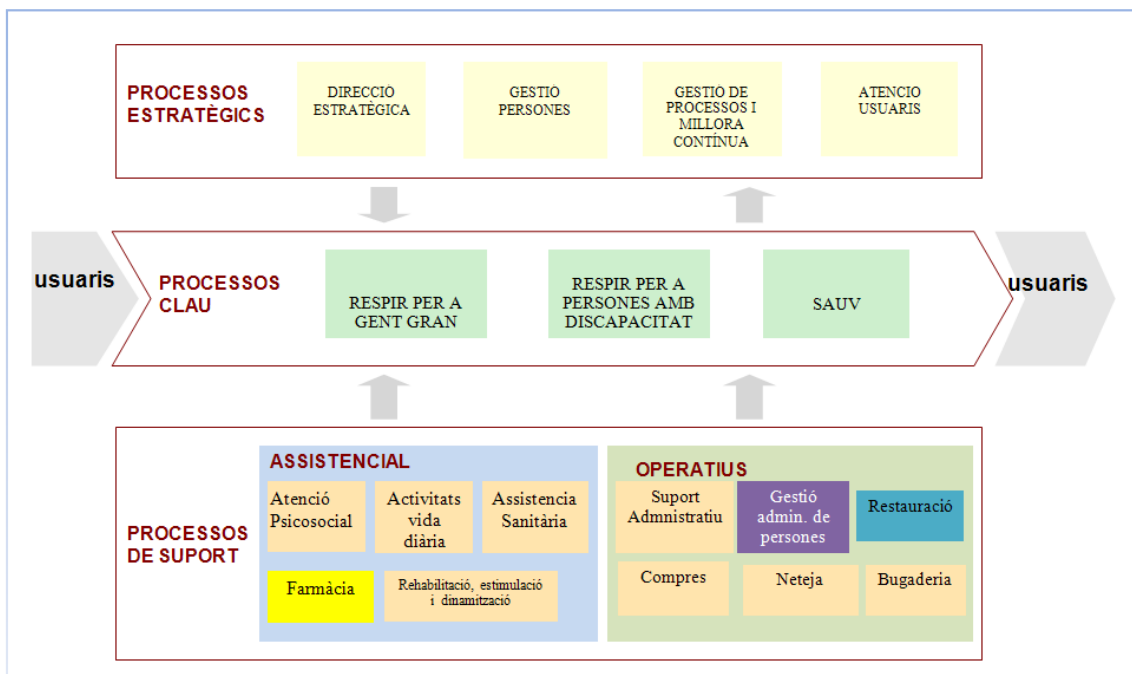 PROCESSOS
ESTRATÈGICS
DIRECCIÓ
ESTRATÈGICA
GESTIO
PERSONES
GESTIO DE
PROCESSOS I
MILLORA
CONTÍNUA
ATENCIO
USUARIS
usuaris
PROCESSOS
CLAU
RESPIR PER A
GENT GRAN
RESPIR PER A
PERSONES AMB
DISCAPACITAT
SAUV
usuaris
PROCESSOS
DE SUPORT
ASSISTENCIAL
Atenció
Psicosocial
Activitats
vida
diària
Assistencia
Sanitària
Farmàcia
Rehabilitació, estimulació
i dinamització
OPERATIUS
Suport
Admnistratiu
Gestió
admin. de
persones
Restauració
Compres
Neteja
Bugaderia